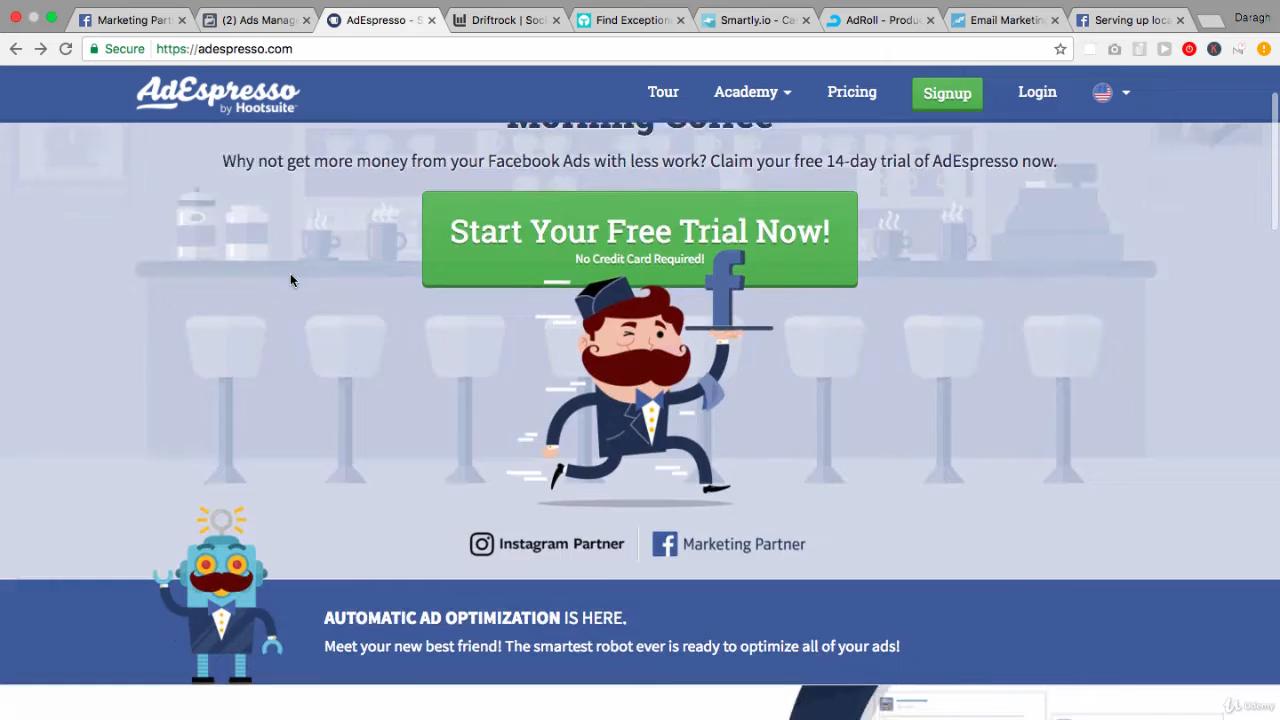 Marketing Part
(2) Ads Manage
AdEspresso - S
Driftrock | Soci
Find Exception
Smartly.io - Ca
AdRoll - Produ
Email Marketin
Serving up loca
Daragh
Secure
https://adespresso.com
AdEspresso
by Hootsuite
Tour
Academy
Pricing
Signup
Login
Morning Coffee
Why not get more money from your Facebook Ads with less work? Claim your free 14-day trial of AdEspresso now.
Start Your Free Trial Now!
No Credit Card Required!
f
Instagram Partner
Marketing Partner
AUTOMATIC AD OPTIMIZATION IS HERE.
Meet your new best friend! The smartest robot ever is ready to optimize all of your ads!
Udemy